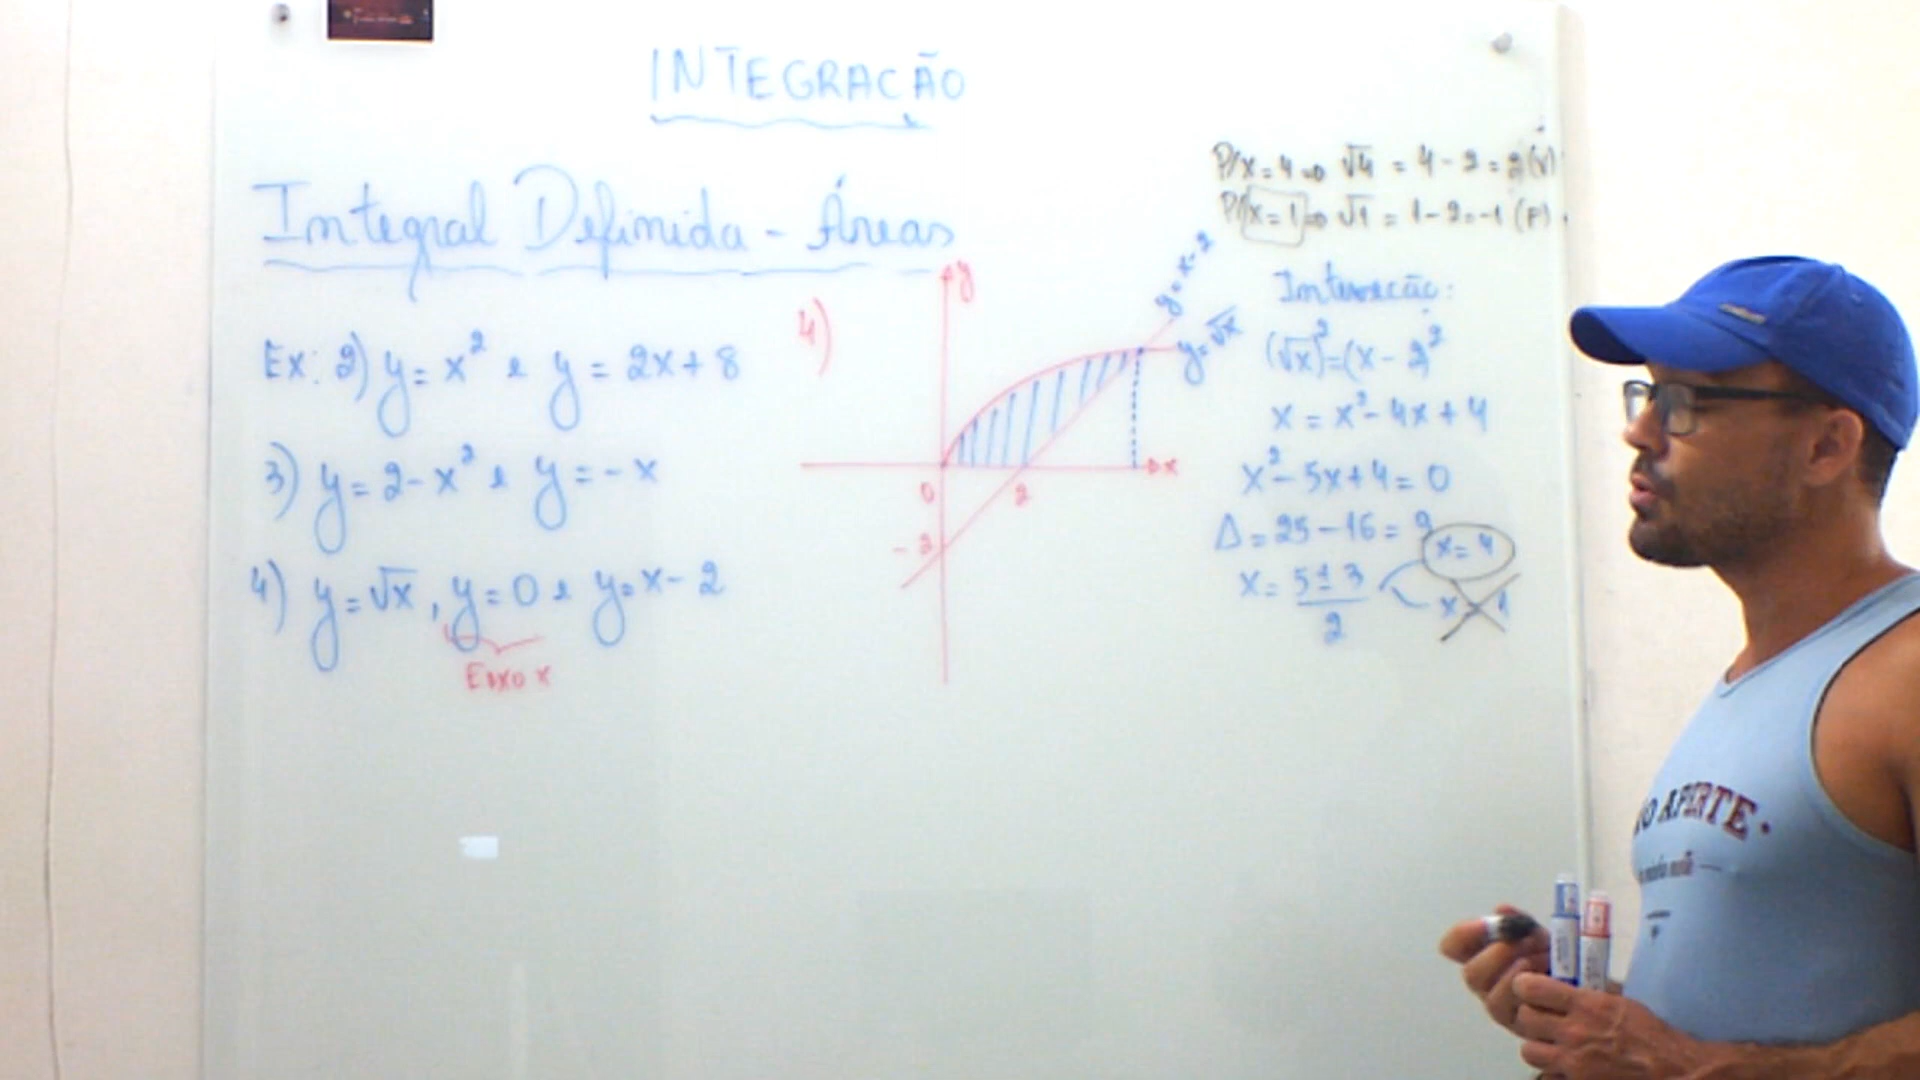 INTEGRAÇÃO
Integral Definida - Áreas
Ex: 2) y = x² e y = 2x + 8
3) y = 2 - x² e y = - x
4) y = √x , y = 0 e y = x - 2
Eixo x
4)
y
y = x - 2
y = √x
x
0
2
- 2
P/ x = 4 ⇒ √4 = 4 - 2 = 2 (V)
P/ x = 1 ⇒ √1 = 1 - 2 = -1 (F)
Interseção:
(√x)² = (x - 2)²
x = x² - 4x + 4
x² - 5x + 4 = 0
Δ = 25 - 16 = 9
x = 5 ± 3 / 2
x = 4
x = 1
O APERTE